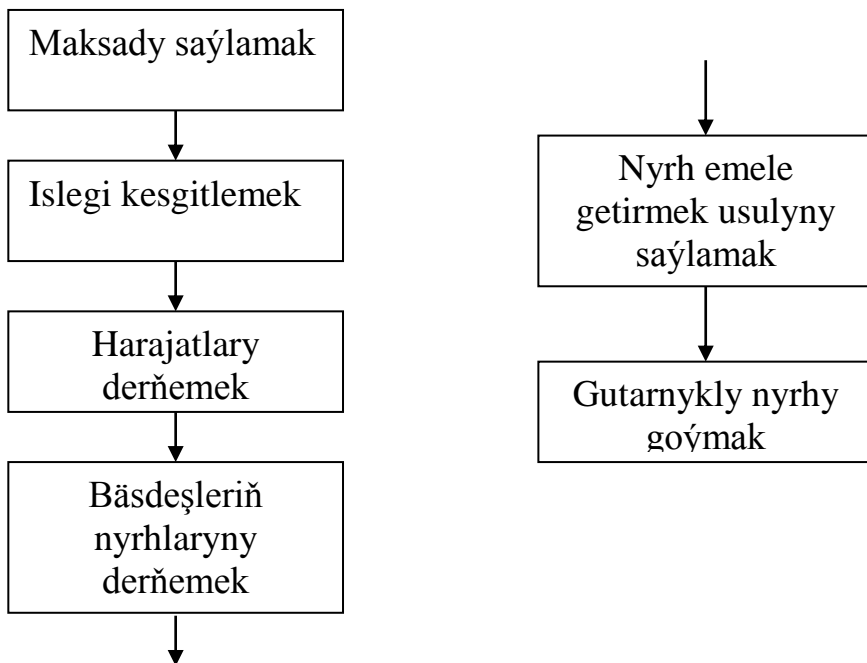 Maksady saýlamak
Islegi kesgitlemek
Harajatlary
derňemek
Bäsdeşleriň
nyrhlaryny
derňemek
Nyrh emele
getirmek usulyny
saýlamak
Gutarnykly nyrhy
goýmak